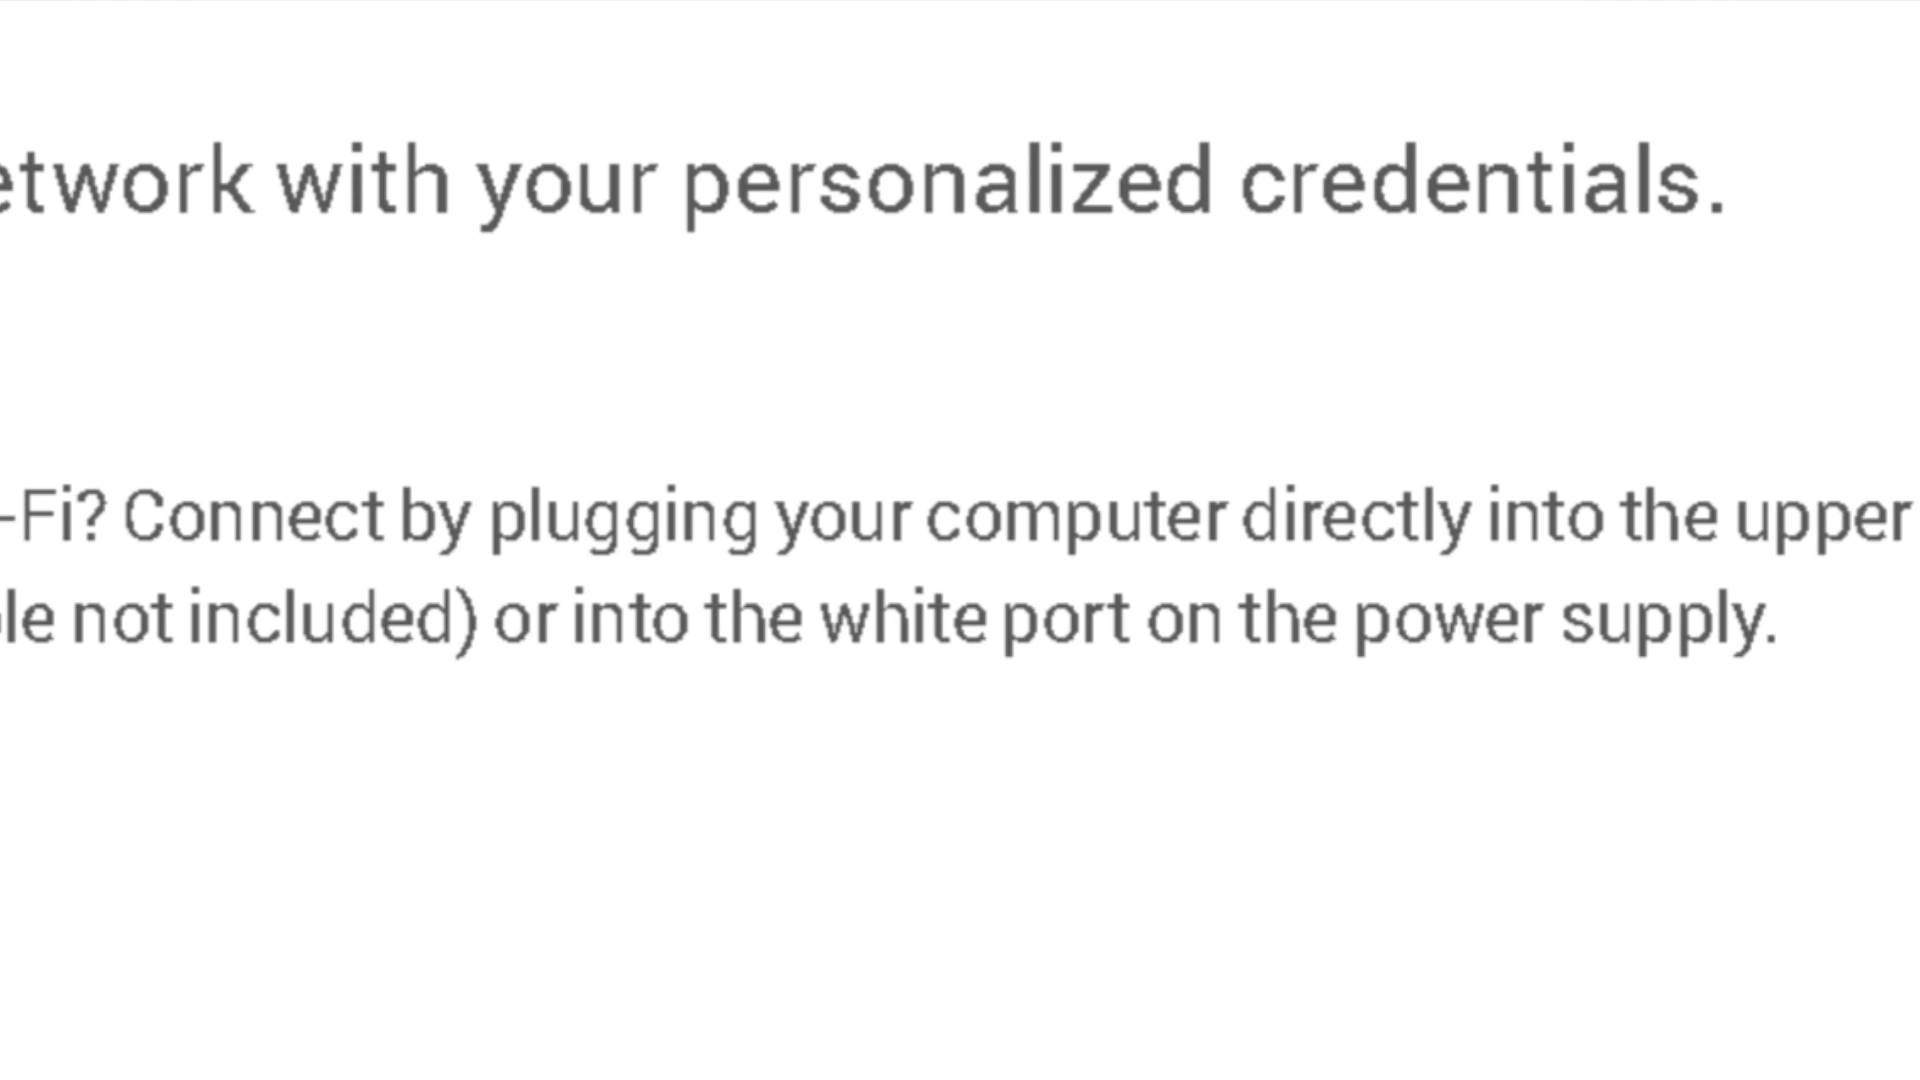 etwork with your personalized credentials.
-Fi? Connect by plugging your computer directly into the upper
le not included) or into the white port on the power supply.